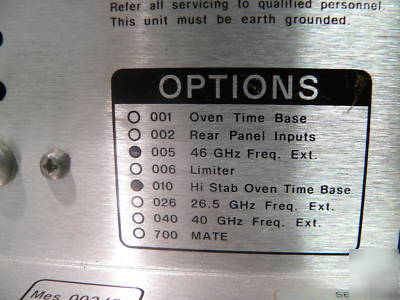 Refer all servicing to qualified personnel.
This unit must be earth grounded.
OPTIONS
001 Oven Time Base
002 Rear Panel Inputs
005 46 GHz Freq. Ext.
006 Limiter
010 Hi Stab Oven Time Base
026 26.5 GHz Freq. Ext.
040 40 GHz Freq. Ext.
700 MATE
Mes
SE